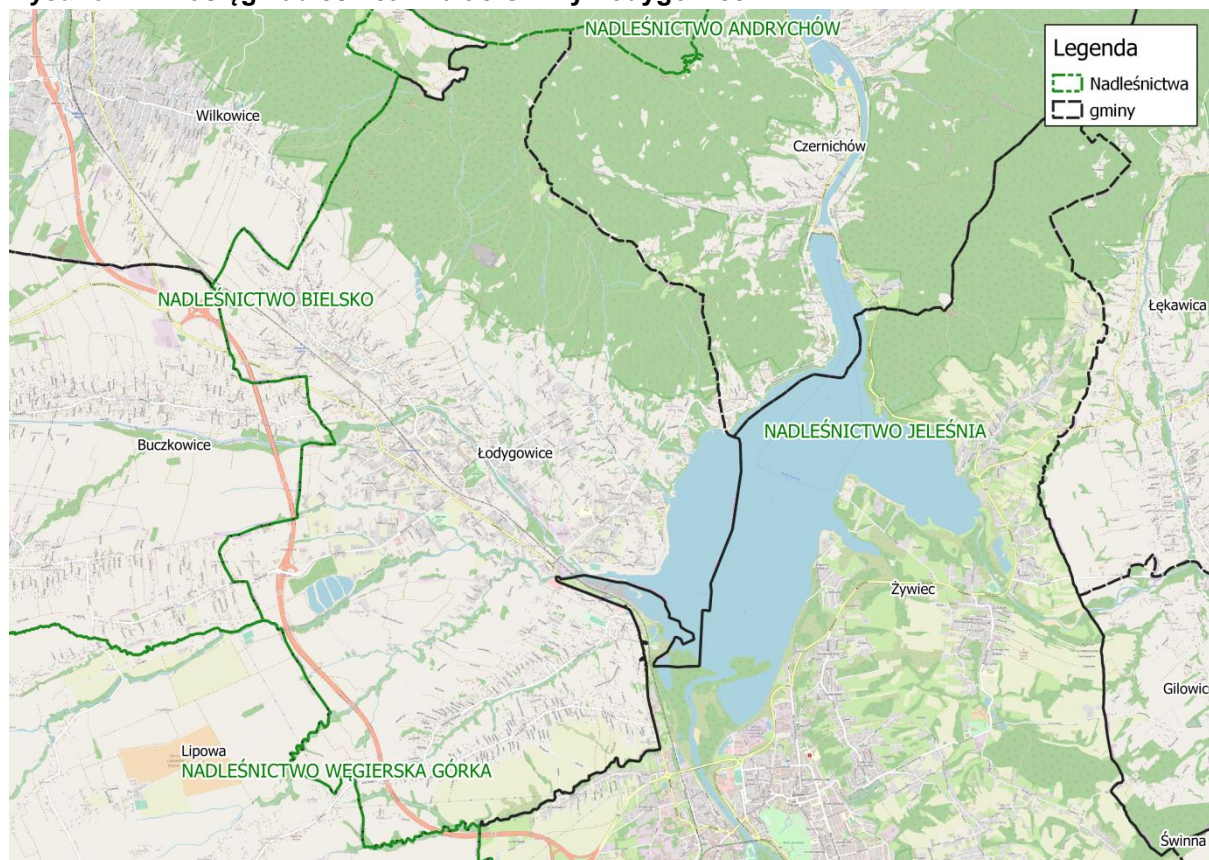 NADLEŚNICTWO ANDRYCHÓW
Legenda
Nadleśnictwa
gminy
Wilkowice
Czernichów
NADLEŚNICTWO BIELSKO
Łękawica
Buczkowice
Łodygowice
NADLEŚNICTWO JELEŚNIA
Żywiec
Gilowic
Lipowa
NADLEŚNICTWO WĘGIERSKA GÓRKA
Świnna